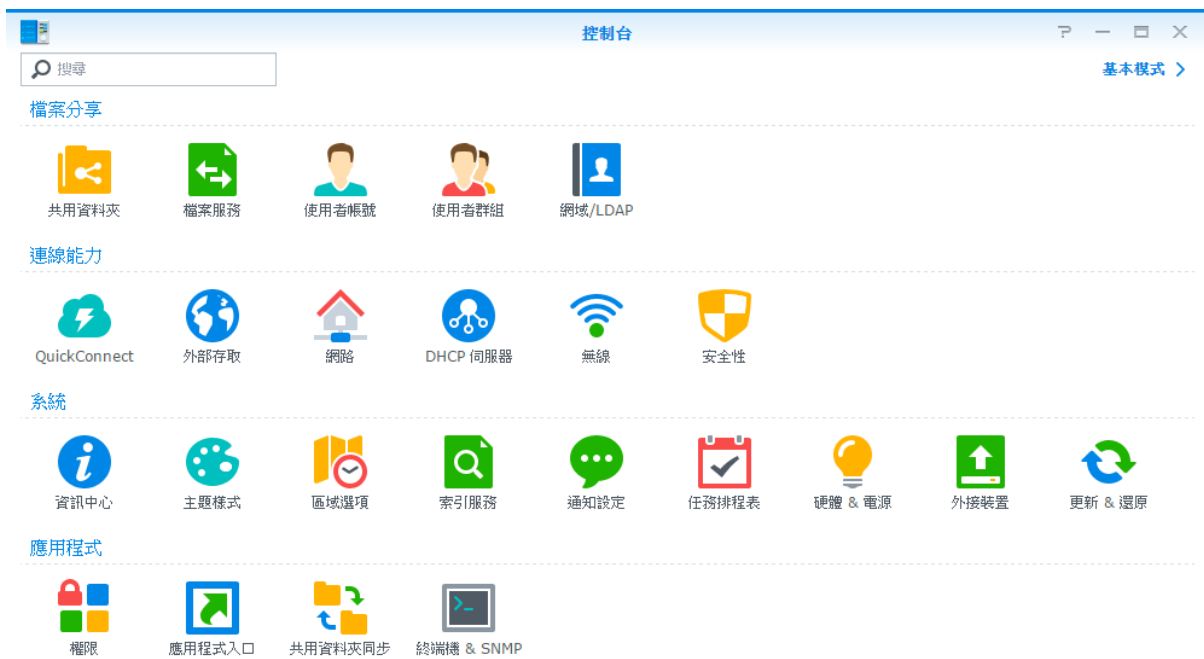 控制台
搜尋
基本模式
檔案分享
共用資料夾 檔案服務 使用者帳號 使用者群組 網域/LDAP
連線能力
QuickConnect 外部存取 網路 DHCP 伺服器 無線 安全性
系統
資訊中心 主題樣式 區域選項 索引服務 通知設定 任務排程表 硬體 & 電源 外接裝置 更新 & 還原
應用程式
權限 應用程式入口 共用資料夾同步 終端機 & SNMP